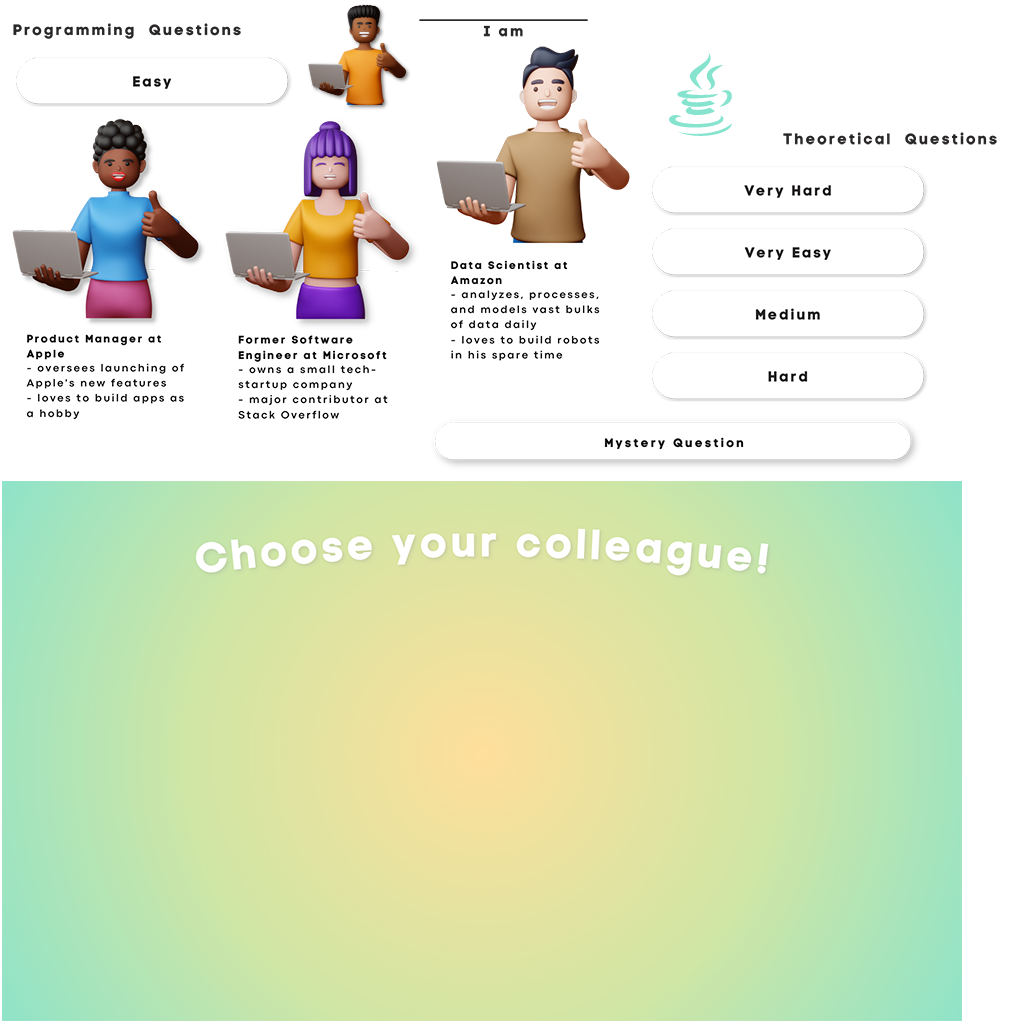 Programming Questions
Easy
I am
Theoretical Questions
Very Hard
Very Easy
Medium
Hard
Product Manager at
Apple
- oversees launching of
Apple's new features
- loves to build apps as
a hobby
Former Software
Engineer at Microsoft
- owns a small tech-
startup company
- major contributor at
Stack Overflow
Data Scientist at
Amazon
- analyzes, processes,
and models vast bulks
of data daily
- loves to build robots
in his spare time
Mystery Question
Choose your colleague!